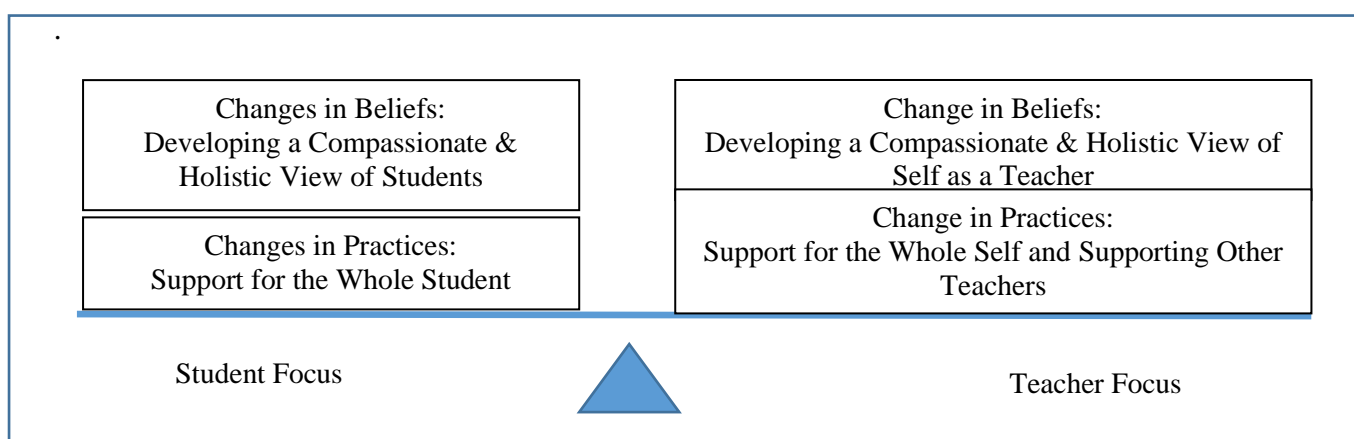 .
Changes in Beliefs:
Developing a Compassionate &
Holistic View of Students
Changes in Practices:
Support for the Whole Student
Change in Beliefs:
Developing a Compassionate & Holistic View of
Self as a Teacher
Change in Practices:
Support for the Whole Self and Supporting Other
Teachers
Student Focus
Teacher Focus